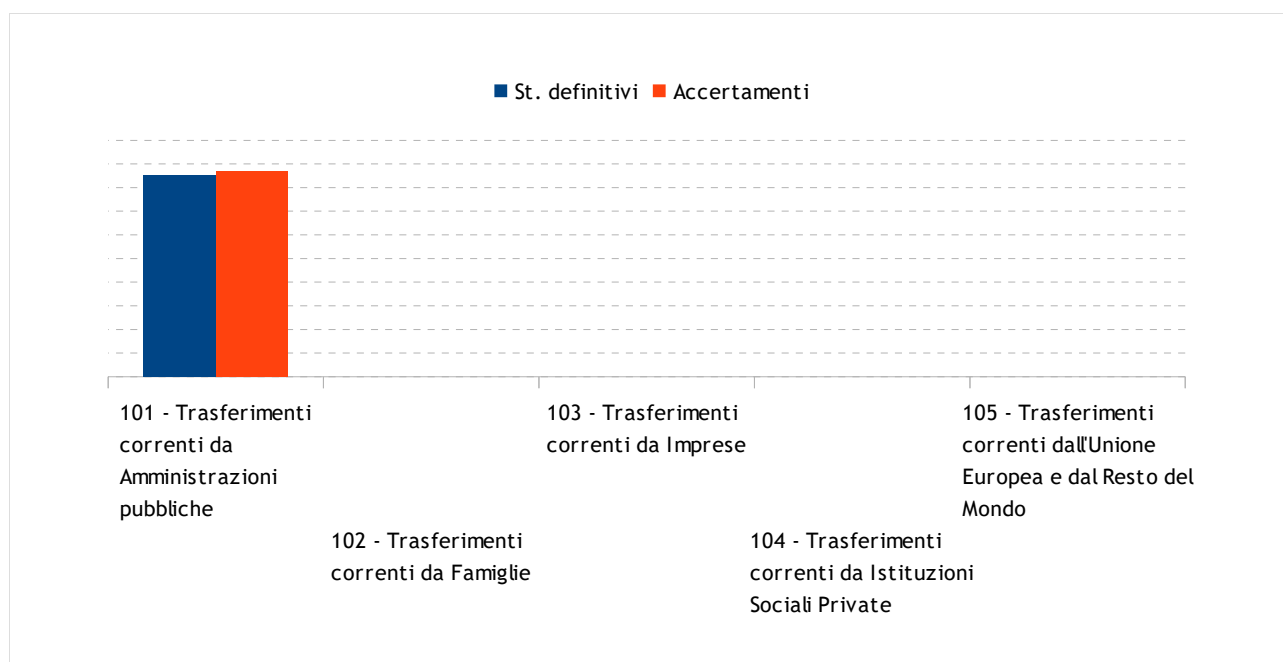 St. definitivi Accertamenti
101 - Trasferimenti
correnti da
Amministrazioni
pubbliche
102 - Trasferimenti
correnti da Famiglie
103 - Trasferimenti
correnti da Imprese
104 - Trasferimenti
correnti da Istituzioni
Sociali Private
105 - Trasferimenti
correnti dall'Unione
Europea e dal Resto del
Mondo